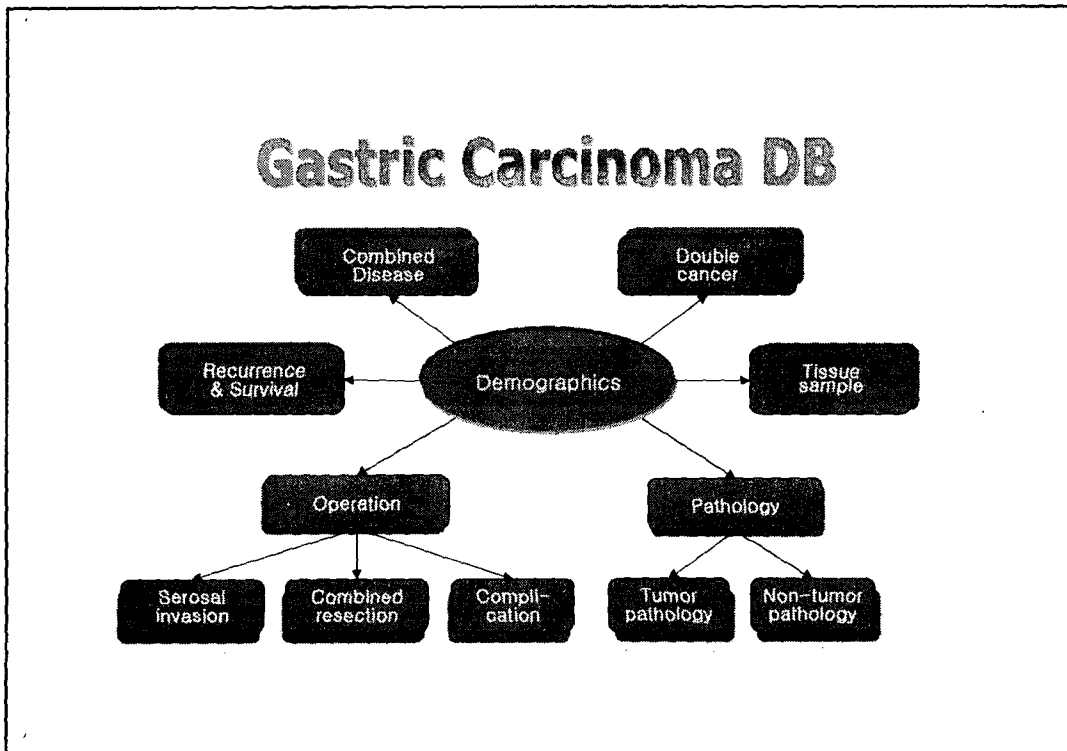 Gastric Carcinoma DB
Combined
Disease
Double
cancer
Recurrence
& Survival
Demographics
Tissue
sample
Operation
Pathology
Serosal
invasion
Combined
resection
Compli-
cation
Tumor
pathology
Non-tumor
pathology